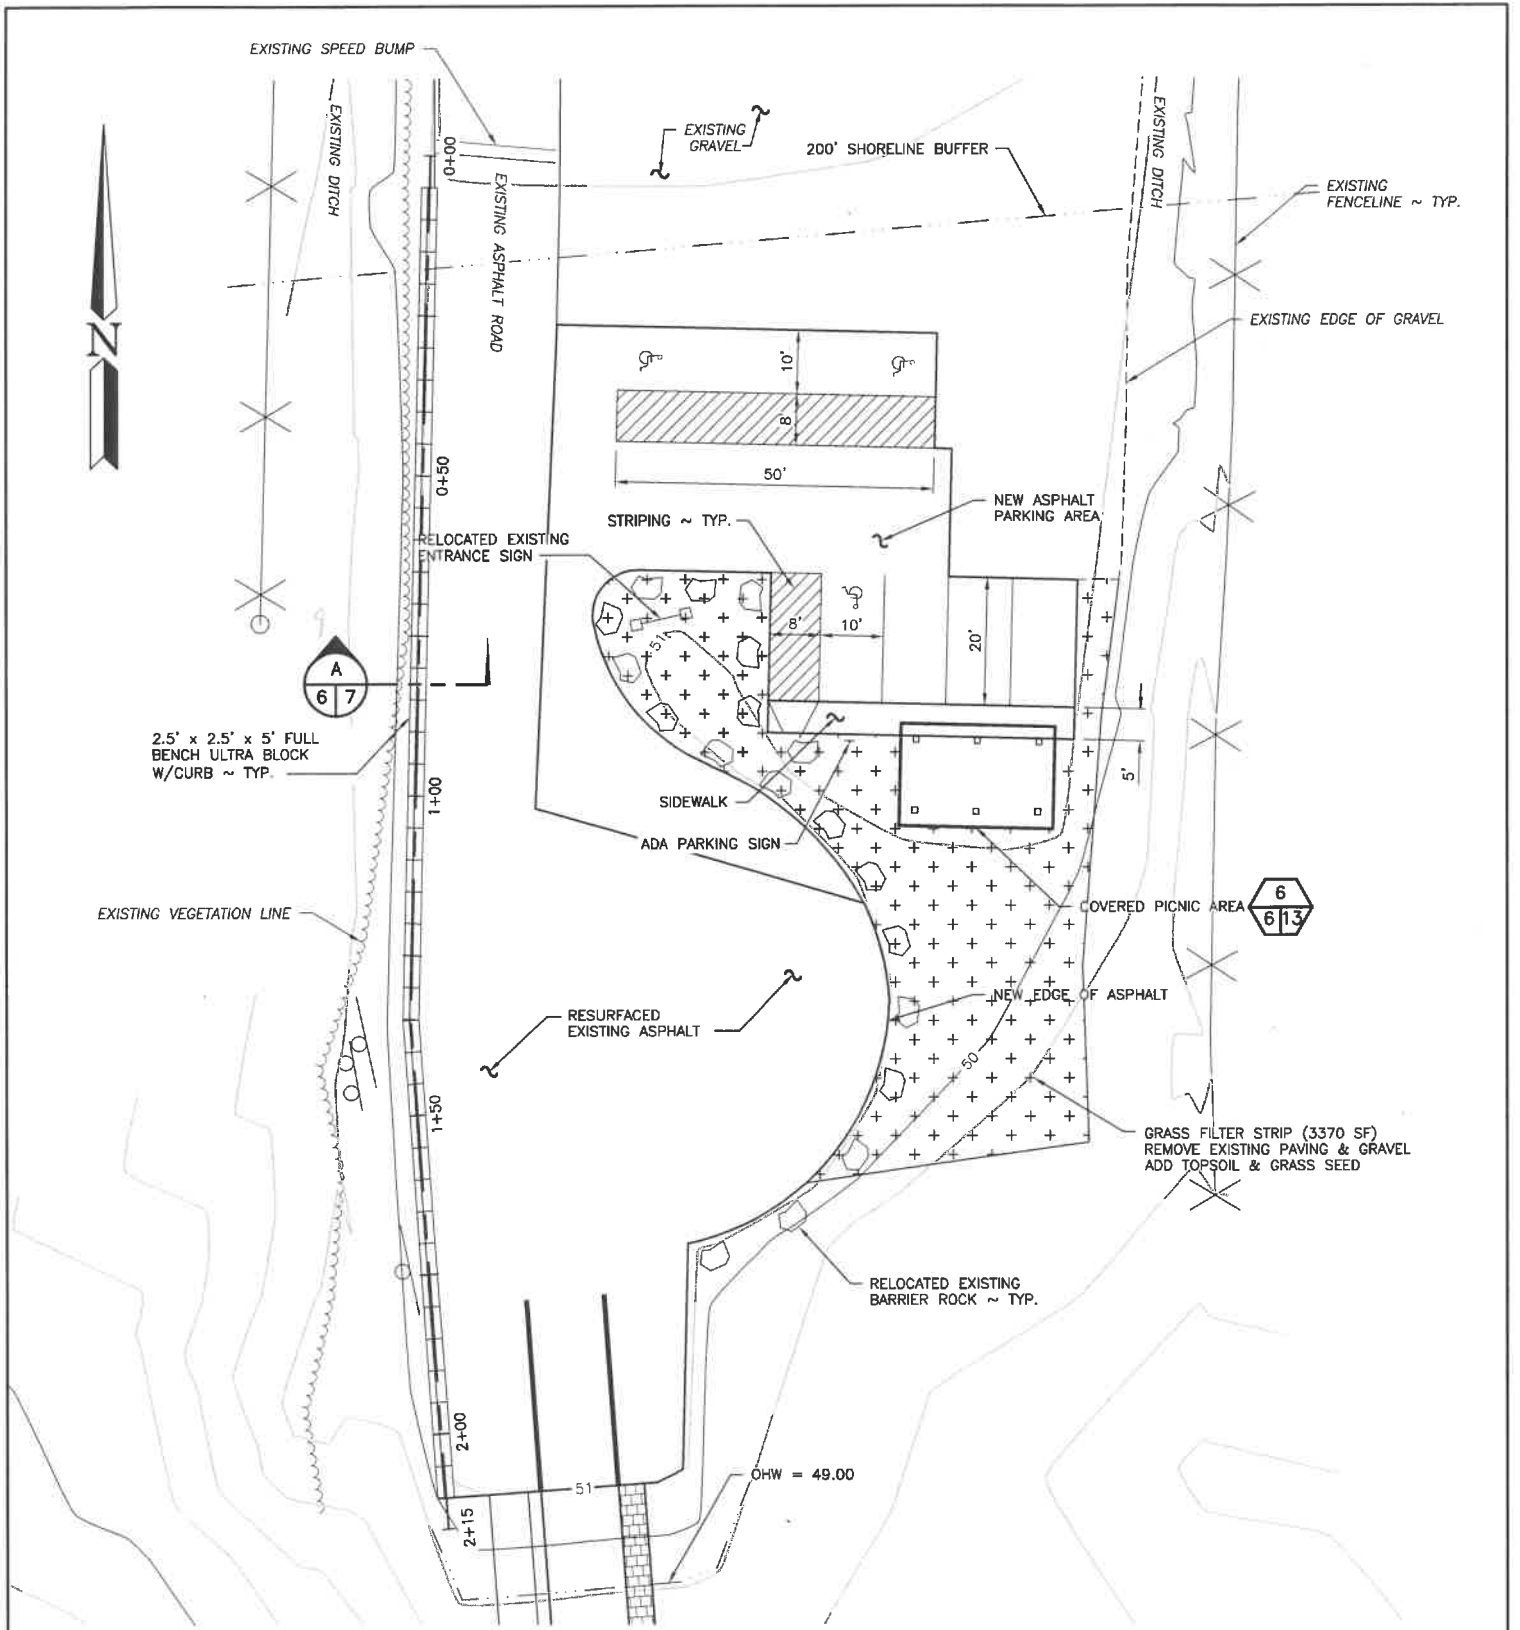 EXISTING SPEED BUMP
EXISTING DITCH
0+00
EXISTING ASPHALT ROAD
EXISTING
GRAVEL
200' SHORELINE BUFFER
EXISTING DITCH
EXISTING
FENCELINE ~ TYP.
N
EXISTING EDGE OF GRAVEL
10'
8
50'
0+50
STRIPING ~ TYP.
NEW ASPHALT
PARKING AREA
RELOCATED EXISTING
ENTRANCE SIGN
51
8'
10'
20'
A
6 7
2.5' x 2.5' x 5' FULL
BENCH ULTRA BLOCK
W/CURB ~ TYP.
1+00
SIDEWALK
5'
ADA PARKING SIGN
EXISTING VEGETATION LINE
COVERED PICNIC AREA
6
6 13
NEW EDGE OF ASPHALT
RESURFACED
EXISTING ASPHALT
50
1+50
GRASS FILTER STRIP (3370 SF)
REMOVE EXISTING PAVING & GRAVEL
ADD TOPSOIL & GRASS SEED
RELOCATED EXISTING
BARRIER ROCK ~ TYP.
2+00
OHW = 49.00
51
2+15